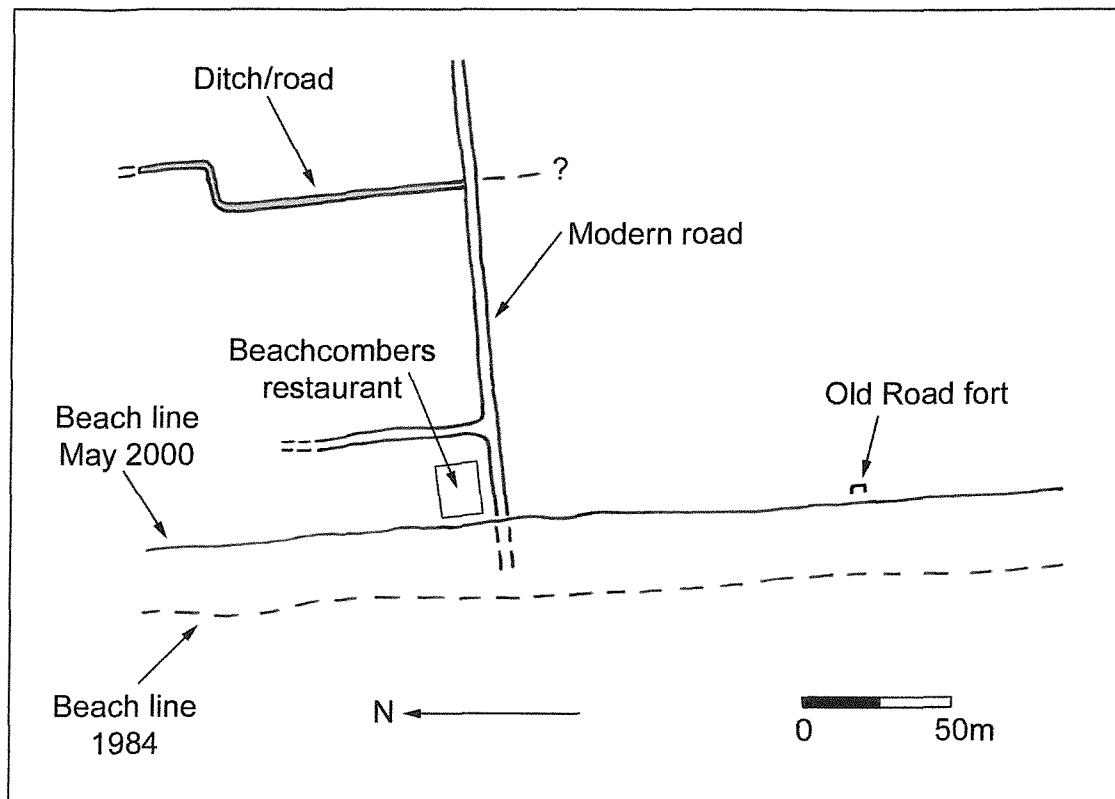 Ditch/road
?
Modern road
Beachcombers
restaurant
Old Road fort
Beach line
May 2000
Beach line
1984
N
0 50m